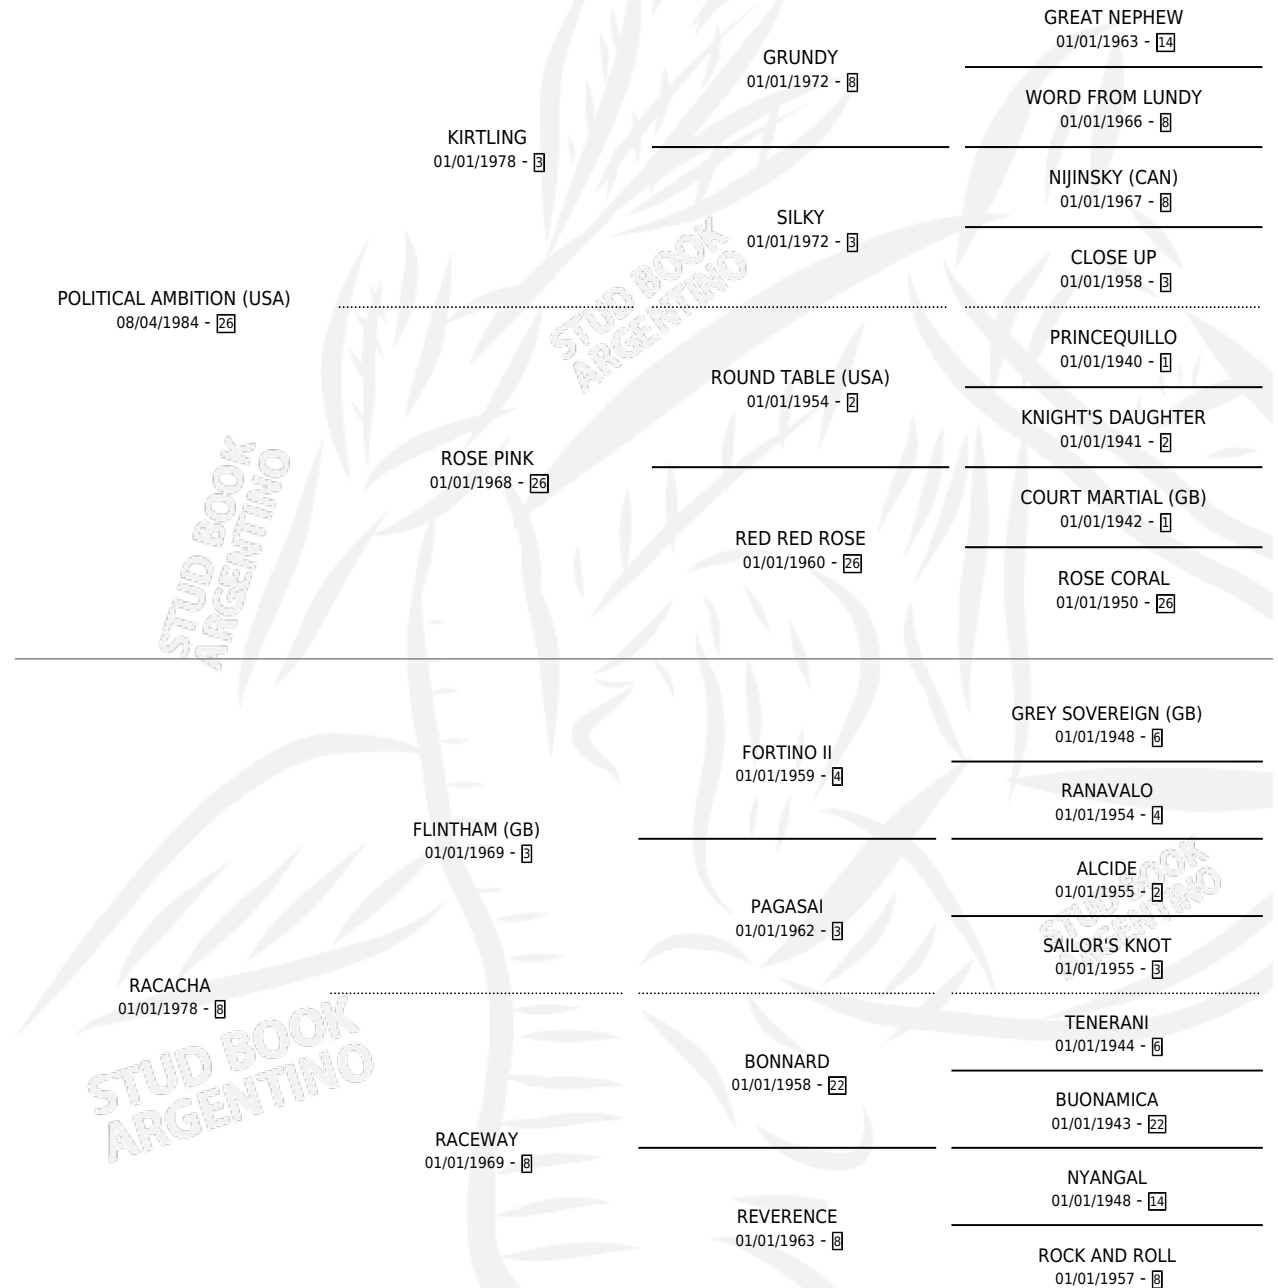 GREAT NEPHEW
01/01/1963 - 14
GRUNDY
01/01/1972 - 8
WORD FROM LUNDY
01/01/1966 - 8
KIRTLING
01/01/1978 - 3
NIJINSKY (CAN)
01/01/1967 - 8
SILKY
01/01/1972 - 3
CLOSE UP
01/01/1958 - 3
POLITICAL AMBITION (USA)
08/04/1984 - 26
PRINCEQUILLO
01/01/1940 - 1
ROUND TABLE (USA)
01/01/1954 - 2
KNIGHT'S DAUGHTER
01/01/1941 - 2
ROSE PINK
01/01/1968 - 26
COURT MARTIAL (GB)
01/01/1942 - 1
RED RED ROSE
01/01/1960 - 26
ROSE CORAL
01/01/1950 - 26
STUD BOOK
ARGENTINO
STUD BOOK
ARGENTINO
GREY SOVEREIGN (GB)
01/01/1948 - 6
FORTINO II
01/01/1959 - 4
RANAVALO
01/01/1954 - 4
FLINTHAM (GB)
01/01/1969 - 3
ALCIDE
01/01/1955 - 2
PAGASAI
01/01/1962 - 3
SAILOR'S KNOT
01/01/1955 - 3
RACACHA
01/01/1978 - 8
TENERANI
01/01/1944 - 6
BONNARD
01/01/1958 - 22
BUONAMICA
01/01/1943 - 22
RACEWAY
01/01/1969 - 8
NYANGAL
01/01/1948 - 14
REVERENCE
01/01/1963 - 8
ROCK AND ROLL
01/01/1957 - 8
STUD BOOK
ARGENTINO
STUD BOOK
ARGENTINO